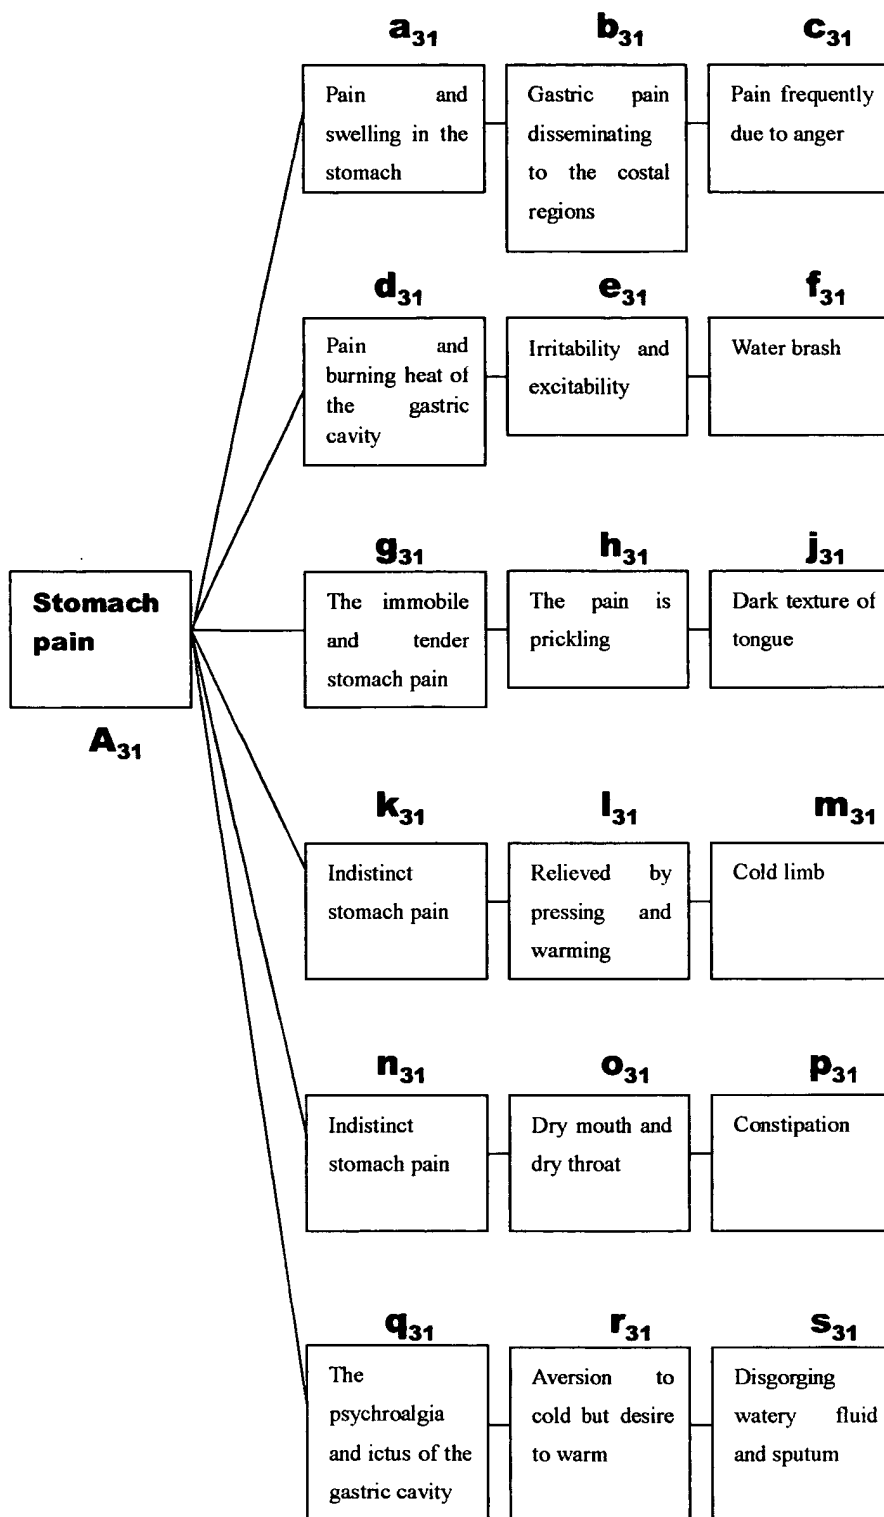 a31
b31
c31
Pain and
swelling in the
stomach
Gastric pain
disseminating
to the costal
regions
Pain frequently
due to anger
d31
e31
f31
Pain and
burning heat of
the gastric
cavity
Irritability and
excitability
Water brash
g31
h31
j31
The immobile
and tender
stomach pain
The pain is
prickling
Dark texture of
tongue
Stomach
pain
A31
k31
l31
m31
Indistinct
stomach pain
Relieved by
pressing and
warming
Cold limb
n31
o31
p31
Indistinct
stomach pain
Dry mouth and
dry throat
Constipation
q31
r31
s31
The
psychroalgia
and ictus of the
gastric cavity
Aversion to
cold but desire
to warm
Disgorging
watery fluid
and sputum